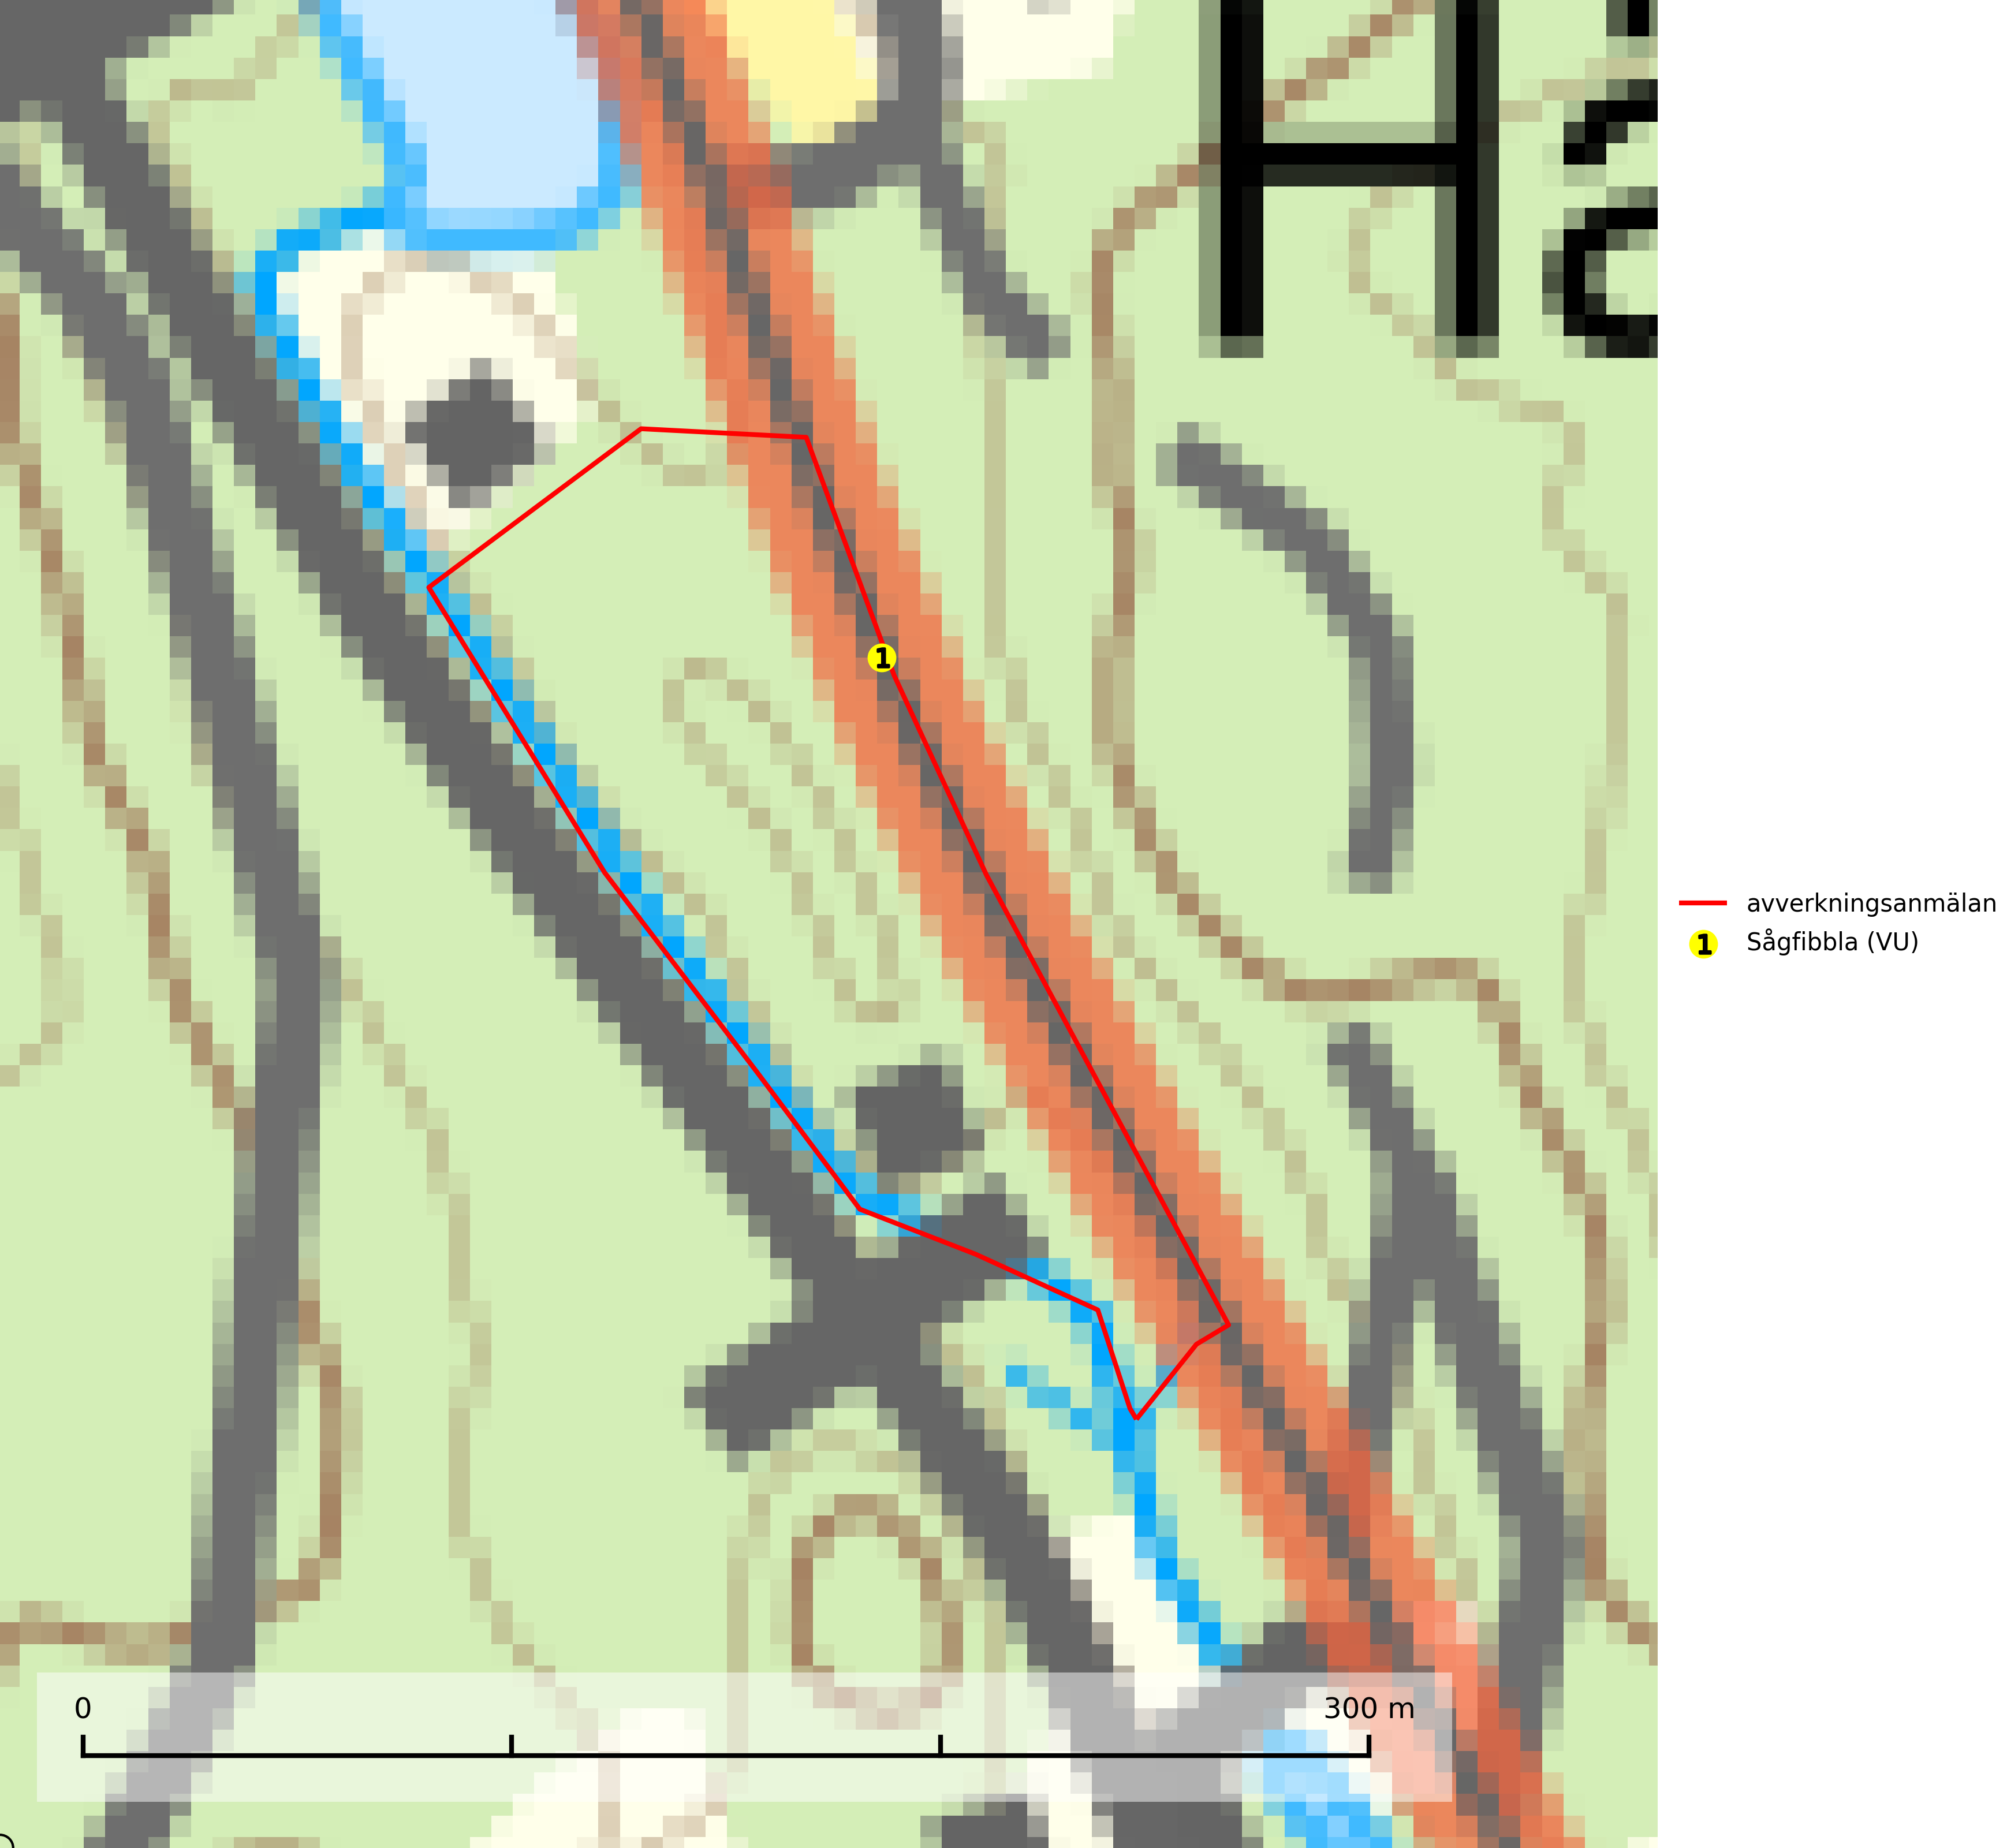 H
1
avverkningsanmälan
1 Sågfibbla (VU)
0 300 m